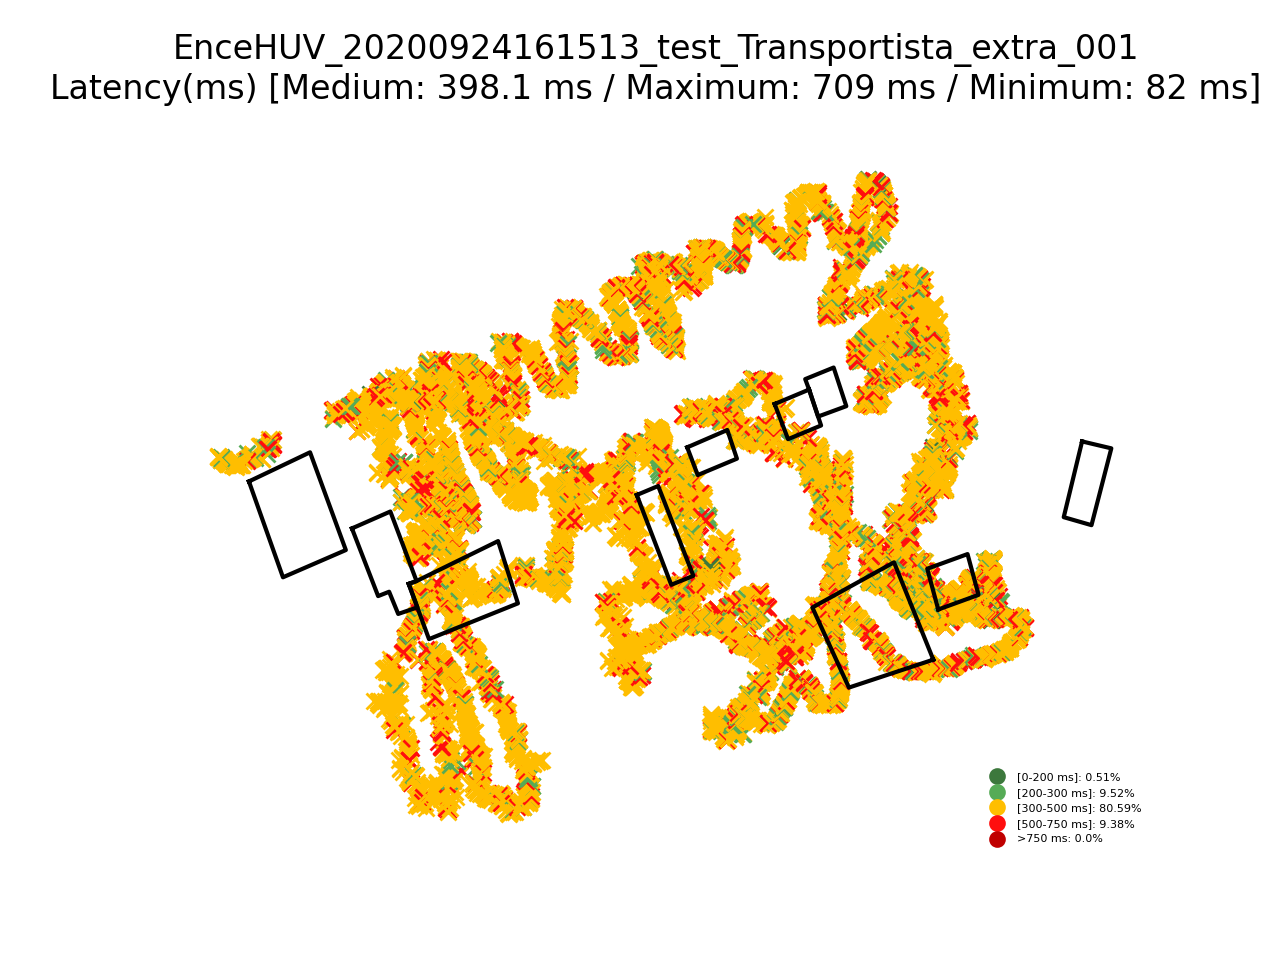 EnceHUV_20200924161513_test_Transportista_extra_001
Latency(ms) [Medium: 398.1 ms / Maximum: 709 ms / Minimum: 82 ms]
[0-200 ms]: 0.51%
[200-300 ms]: 9.52%
[300-500 ms]: 80.59%
[500-750 ms]: 9.38%
>750 ms: 0.0%